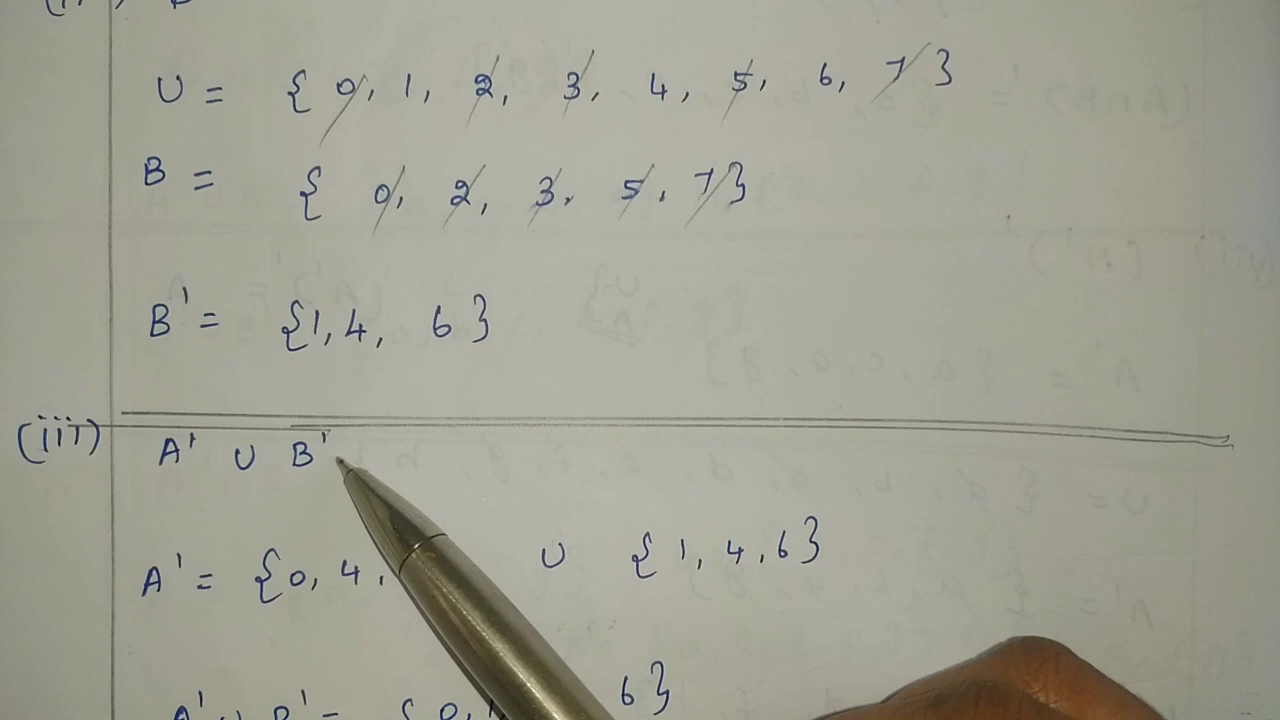 U = { 0, 1, 2, 3, 4, 5, 6, 7 }
B = { 0, 2, 3, 5, 7 }
B' = {1, 4, 6 }
(iii) A' ∪ B'
A' = { 0, 4, ∪ { 1, 4, 6 }
A' ∪ B' = { 0, 6 }